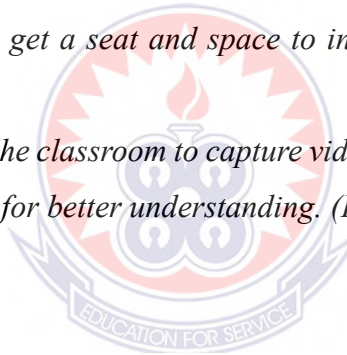 get a seat and space to in
he classroom to capture vid
for better understanding. (
EDUCATION FOR SERVICE